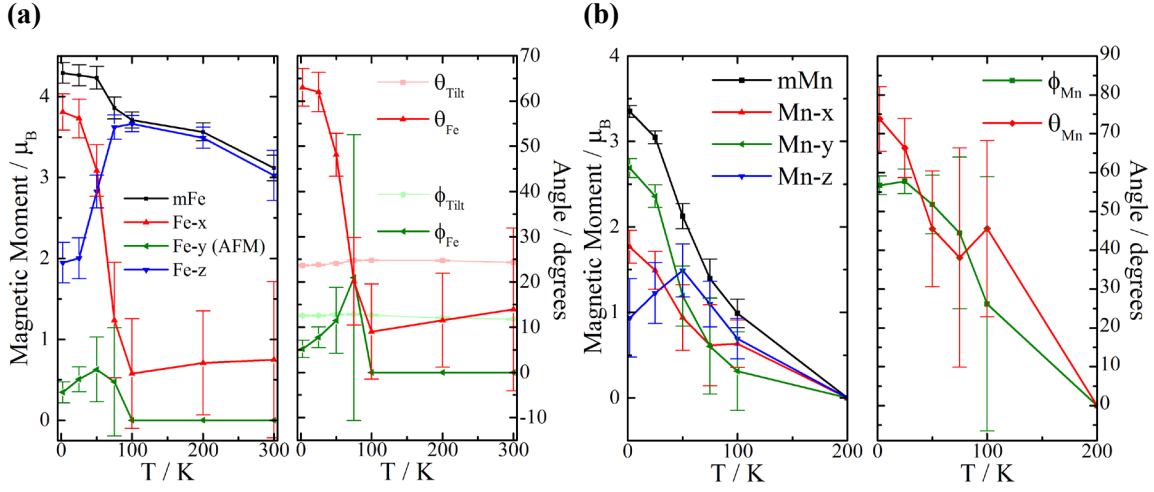 (a)
(b)
Magnetic Moment / μB
4
3
2
1
0
mFe
Fe-x
Fe-y (AFM)
Fe-z
0 100 200 300
T / K
θTilt
θFe
ϕTilt
ϕFe
70
60
50
40
30
20
10
0
-10
Angle / degrees
0 100 200 300
T / K
Magnetic Moment / μB
4
3
2
1
0
mMn
Mn-x
Mn-y
Mn-z
0 100 200
T / K
ϕMn
θMn
90
80
70
60
50
40
30
20
10
0
Angle / degrees
0 100 200
T / K